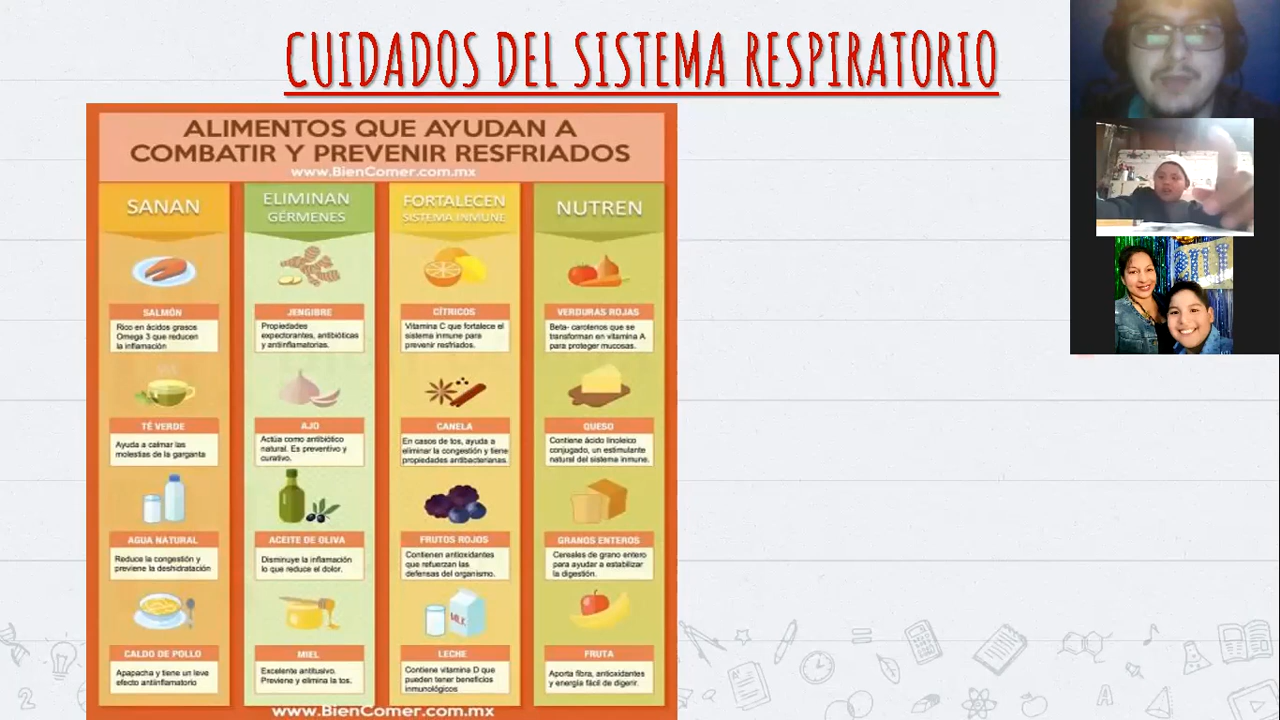 CUIDADOS DEL SISTEMA RESPIRATORIO
ALIMENTOS QUE AYUDAN A
COMBATIR Y PREVENIR RESFRIADOS
www.BienComer.com.mx
SANAN
SALMÓN
Rico en ácidos grasos
Omega 3 que reducen
la inflamación
TÉ VERDE
Ayuda a calmar las
molestias de la garganta
AGUA NATURAL
Reduce la congestión y
previene la deshidratación
CALDO DE POLLO
Apapacha y tiene un leve
efecto antiinflamatorio
ELIMINAN
GÉRMENES
JENGIBRE
Propiedades
expectorantes, antibióticas
y antiinflamatorias.
AJO
Actúa como antibiótico
natural. Es preventivo y
curativo.
ACEITE DE OLIVA
Disminuye la inflamación
lo que reduce el dolor.
MIEL
Excelente antitusivo.
Previene y elimina la tos.
FORTALECEN
SISTEMA INMUNE
CÍTRICOS
Vitamina C que fortalece el
sistema inmune para
prevenir resfriados.
CANELA
En casos de tos, ayuda a
eliminar la congestión y tiene
propiedades antibacterianas.
FRUTOS ROJOS
Contienen antioxidantes
que refuerzan las
defensas del organismo.
MILK
LECHE
Contiene vitamina D que
pueden tener beneficios
inmunológicos
NUTREN
VERDURAS ROJAS
Beta- carotenos que se
transforman en vitamina A
para proteger mucosas.
QUESO
Contiene ácido linoleico
conjugado, un estimulante
natural del sistema inmune.
GRANOS ENTEROS
Cereales de grano entero
para ayudar a estabilizar
la digestión.
FRUTA
Aporta fibra, antioxidantes
y energía fácil de digerir.
www.BienComer.com.mx